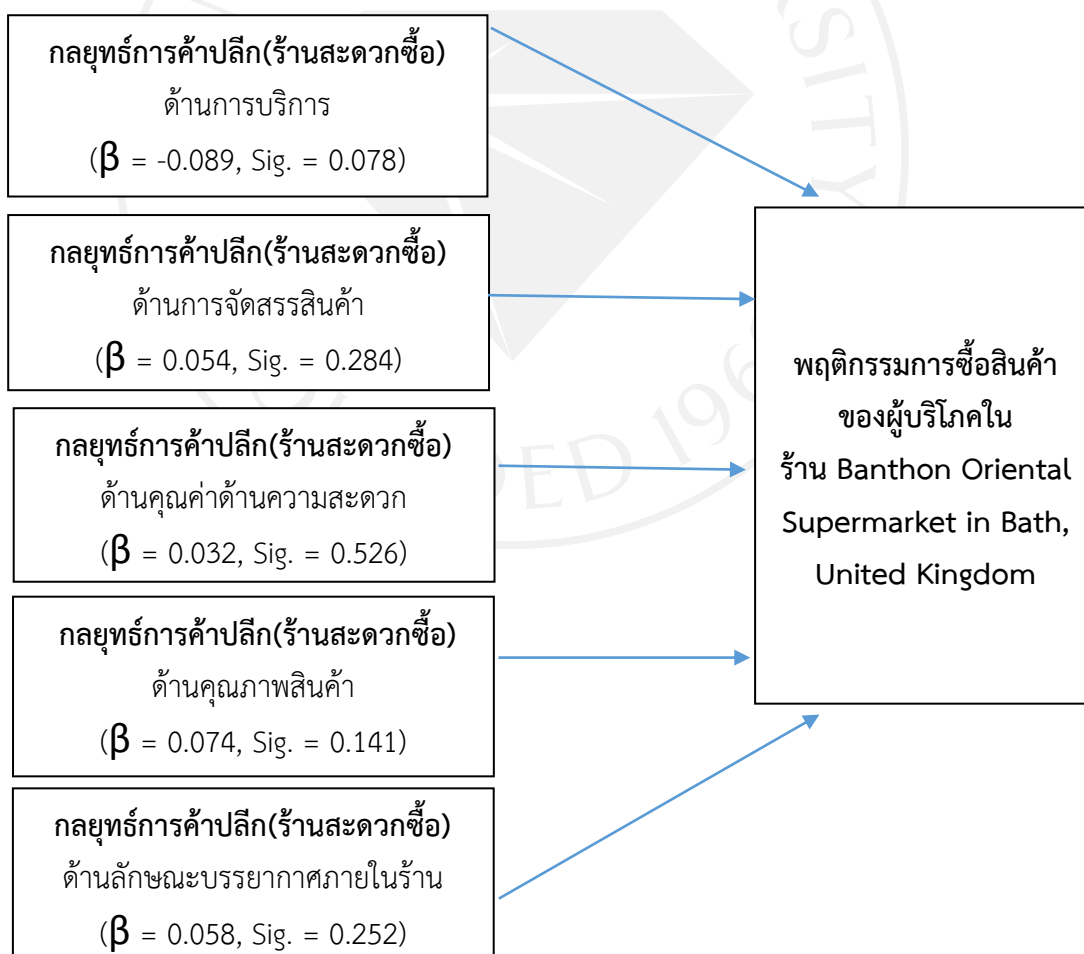 กลยุทธ์การค้าปลีก(ร้านสะดวกซื้อ)
ด้านการบริการ
(β = -0.089, Sig. = 0.078)
กลยุทธ์การค้าปลีก(ร้านสะดวกซื้อ)
ด้านการจัดสรรสินค้า
(β = 0.054, Sig. = 0.284)
กลยุทธ์การค้าปลีก(ร้านสะดวกซื้อ)
ด้านคุณค่าด้านความสะดวก
(β = 0.032, Sig. = 0.526)
กลยุทธ์การค้าปลีก(ร้านสะดวกซื้อ)
ด้านคุณภาพสินค้า
(β = 0.074, Sig. = 0.141)
กลยุทธ์การค้าปลีก(ร้านสะดวกซื้อ)
ด้านลักษณะบรรยากาศภายในร้าน
(β = 0.058, Sig. = 0.252)
พฤติกรรมการซื้อสินค้า
ของผู้บริโภคใน
ร้าน Banthon Oriental
Supermarket in Bath,
United Kingdom